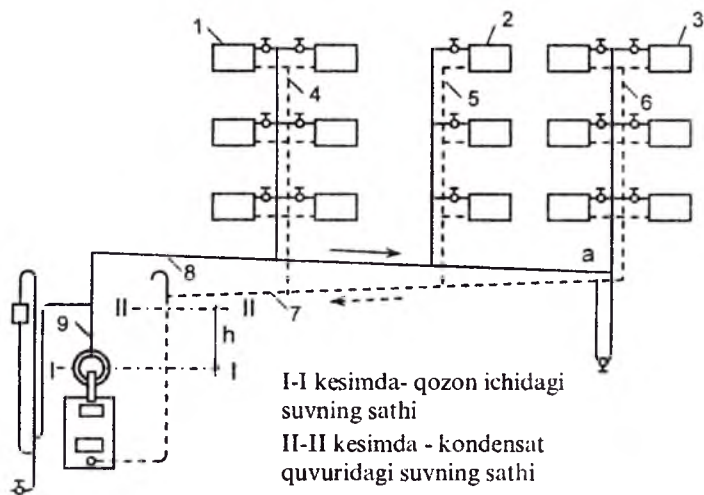 1
2
3
4
5
6
a
8
7
II
II
9
h
I
I
I-I kesimda- qozon ichidagi
suvning sathi
II-II kesimda - kondensat
quvuridagi suvning sathi